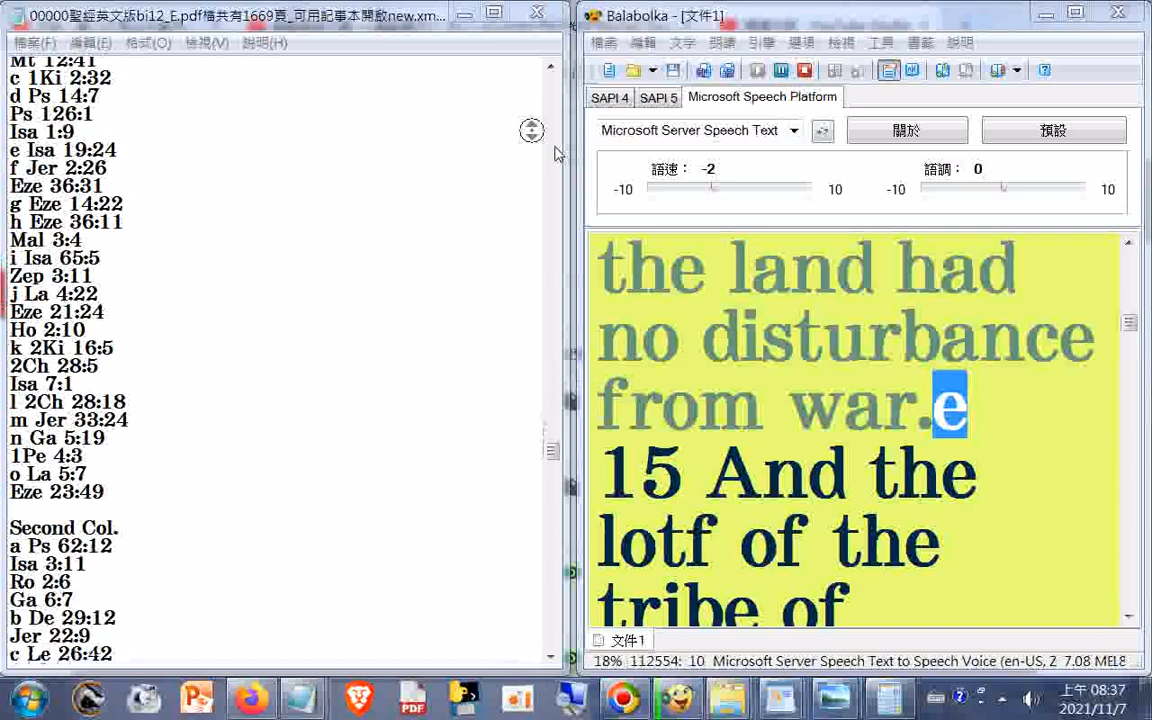 00000聖經英文版bi12_E.pdf檔共有1669頁_可用記事本開啟new.xm...
檔案(F) 編輯(E) 格式(O) 檢視(V) 說明(H)
Mt 12:41
c 1Ki 2:32
d Ps 14:7
Ps 126:1
Isa 1:9
e Isa 19:24
f Jer 2:26
Eze 36:31
g Eze 14:22
h Eze 36:11
Mal 3:4
i Isa 65:5
Zep 3:11
j La 4:22
Eze 21:24
Ho 2:10
k 2Ki 16:5
2Ch 28:5
Isa 7:1
l 2Ch 28:18
m Jer 33:24
n Ga 5:19
1Pe 4:3
o La 5:7
Eze 23:49
Second Col.
a Ps 62:12
Isa 3:11
Ro 2:6
Ga 6:7
b De 29:12
Jer 22:9
c Le 26:42
Balabolka - [文件1]
檔案 編輯 文字 朗讀 引擎 選項 檢視 工具 書籤 說明
SAPI 4 SAPI 5 Microsoft Speech Platform
Microsoft Server Speech Text 關於 預設
語速： -2 語調： 0
-10 10 -10 10
the land had
no disturbance
from war.e
15 And the
lotf of the
tribe of
文件1
18% 112554: 10 Microsoft Server Speech Text to Speech Voice (en-US, Z 7.08 MEL8
PDF
上午 08:37
2021/11/7